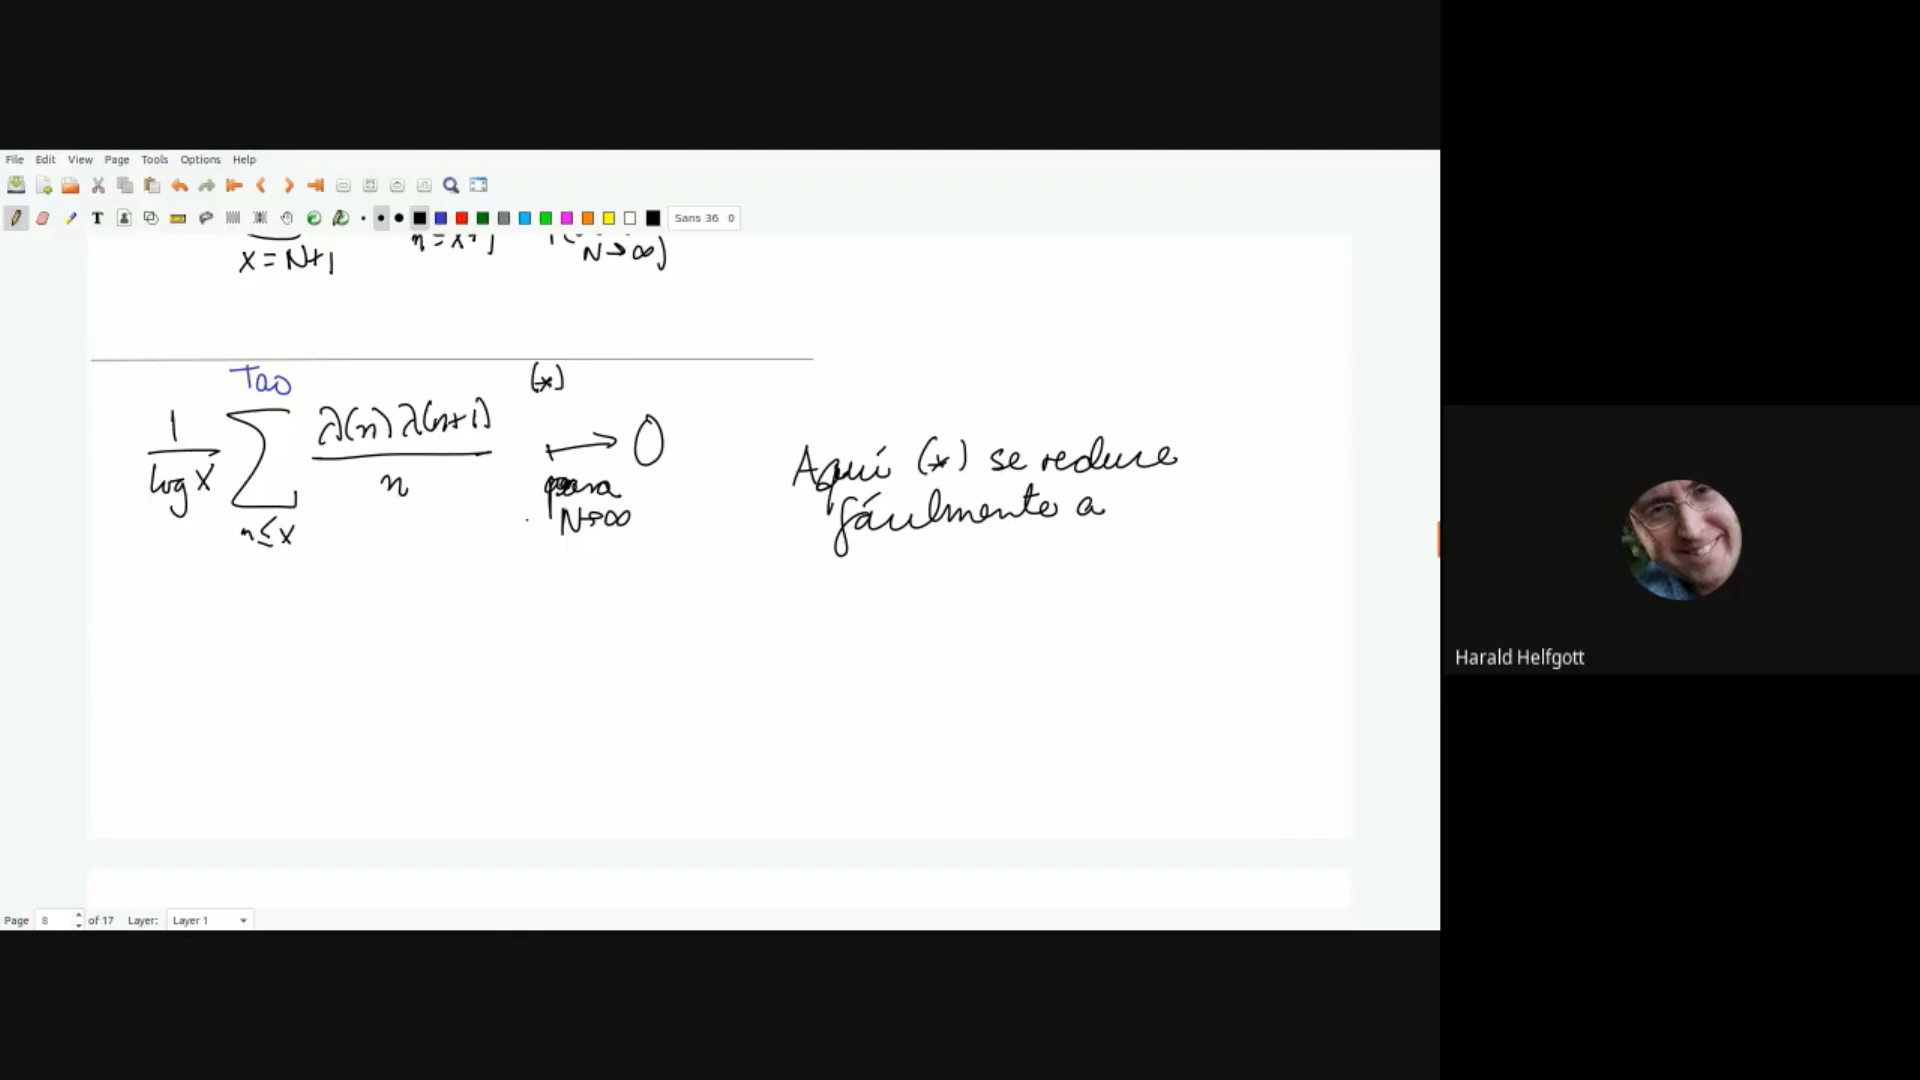 File Edit View Page Tools Options Help
T Sans 36 0
x = N+1
N→∞)
Tao
(*)
1/log X ∑_{n≤X} λ(n)λ(n+1)/n → 0
para
N→∞
Aquí (*) se reduce
fácilmente a
Harald Helfgott
Page 8 of 17 Layer: Layer 1